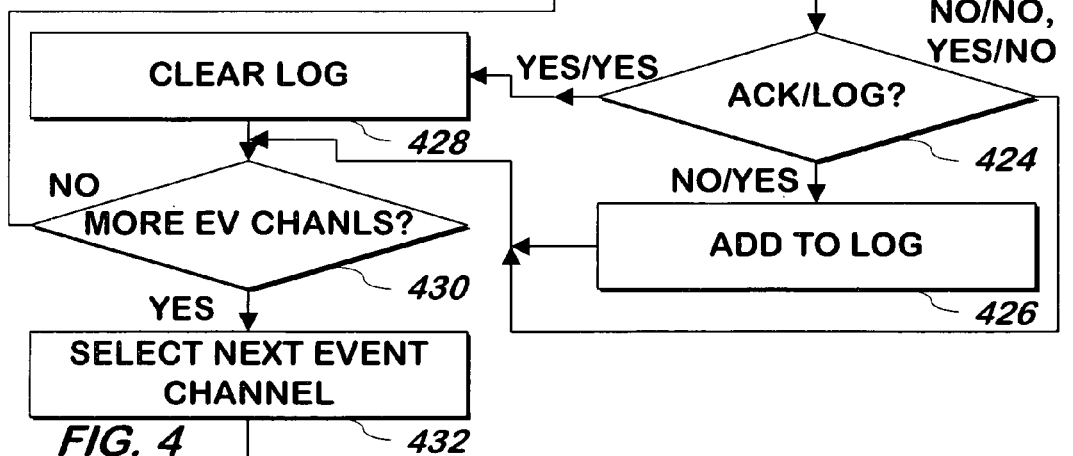 NO/NO,
YES/NO
CLEAR LOG
YES/YES
ACK/LOG?
428
424
NO
NO/YES
MORE EV CHANLS?
ADD TO LOG
430
426
YES
SELECT NEXT EVENT
CHANNEL
FIG. 4
432